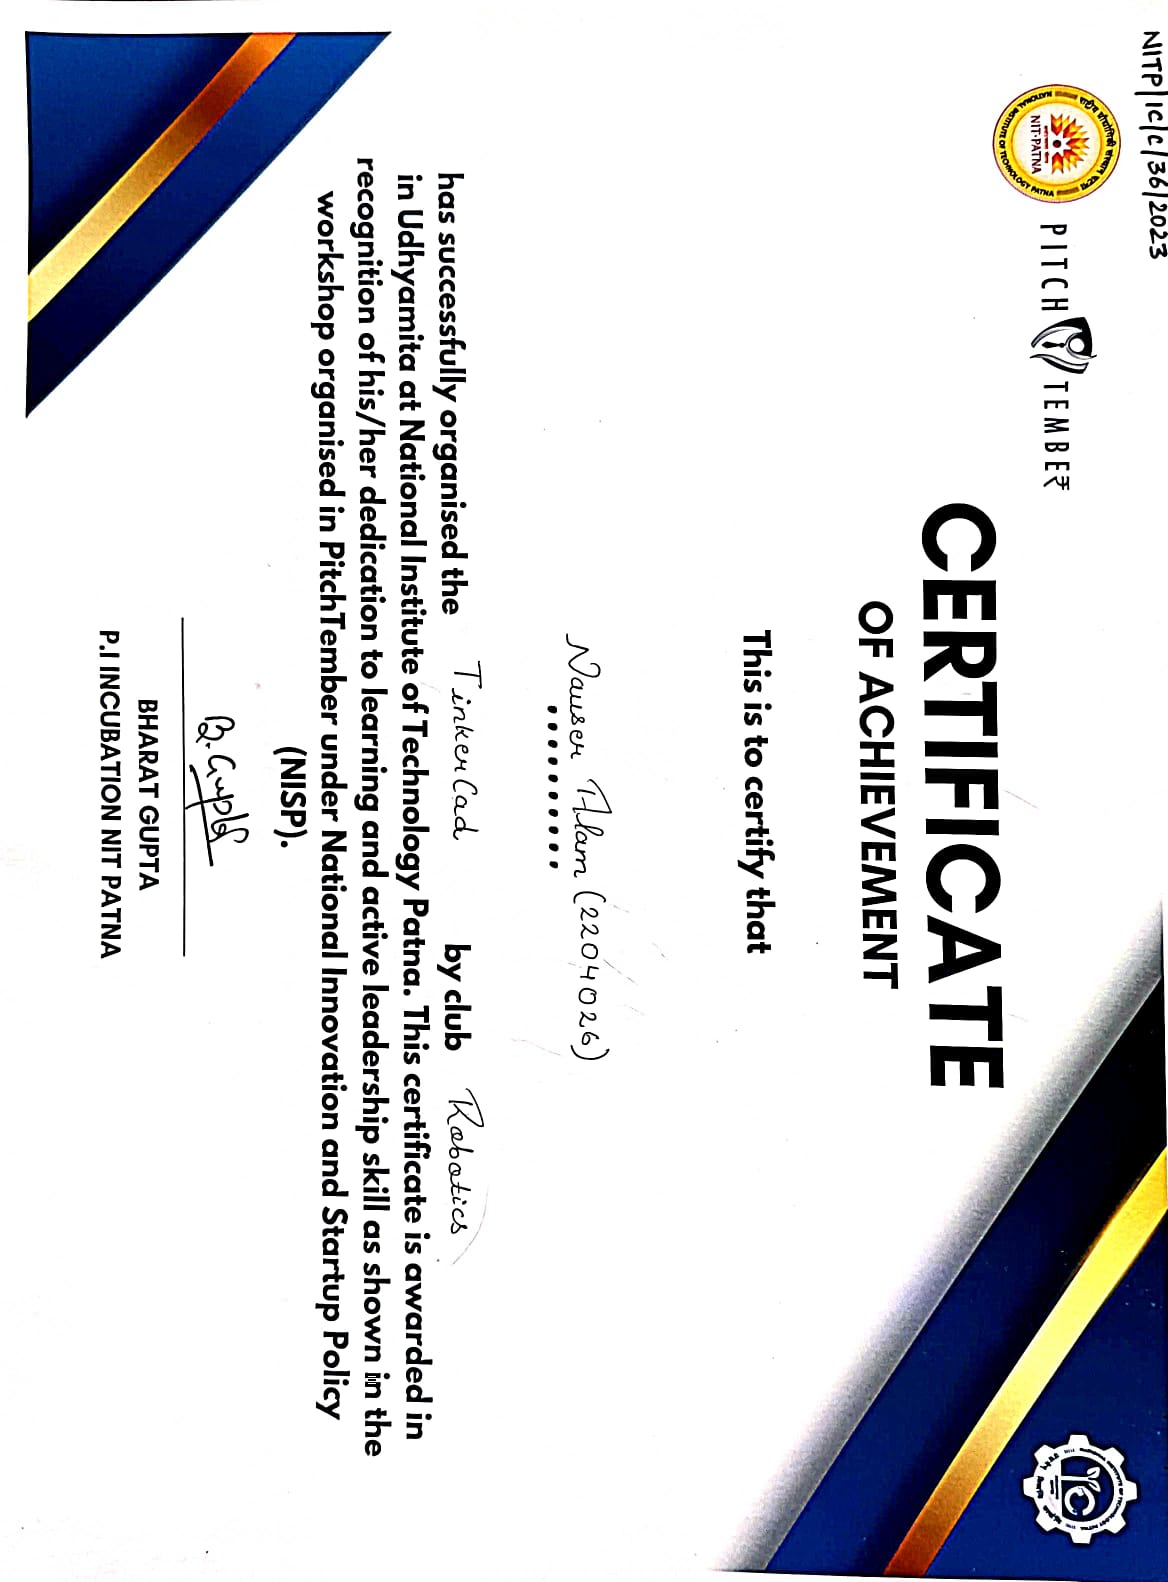 NITP/IC/C/36/2023
NIT-PATNA
NATIONAL INSTITUTE OF TECHNOLOGY PATNA
PITCH TEMBE₹
CERTIFICATE
OF ACHIEVEMENT
This is to certify that
Nauser Alam (2204026)
..........
has successfully organised the TinkerCad by club Robotics
in Udhyamita at National Institute of Technology Patna. This certificate is awarded in
recognition of his/her dedication to learning and active leadership skill as shown in the
workshop organised in PitchTember under National Innovation and Startup Policy
(NISP).
B. Gupta
BHARAT GUPTA
P.I INCUBATION NIT PATNA